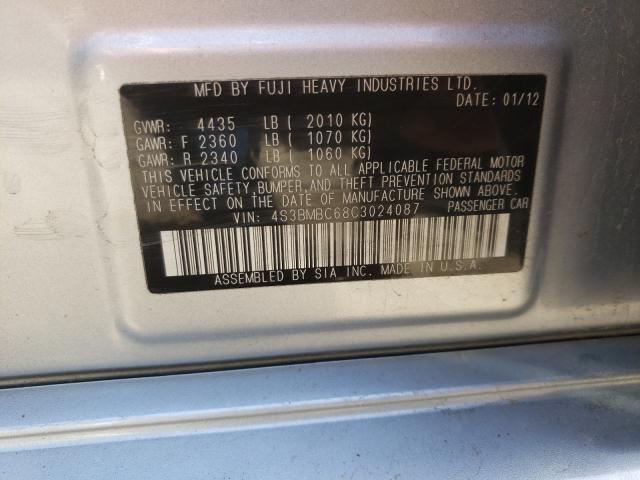 MFD BY FUJI HEAVY INDUSTRIES LTD.
DATE: 01/12
GVWR: 4435 LB ( 2010 KG)
GAWR: F 2360 LB ( 1070 KG)
GAWR: R 2340 LB ( 1060 KG)
THIS VEHICLE CONFORMS TO ALL APPLICABLE FEDERAL MOTOR
VEHICLE SAFETY, BUMPER, AND THEFT PREVENTION STANDARDS
IN EFFECT ON THE DATE OF MANUFACTURE SHOWN ABOVE.
VIN: 4S3BMBC68C3024087 PASSENGER CAR
ASSEMBLED BY SIA INC. MADE IN U.S.A.